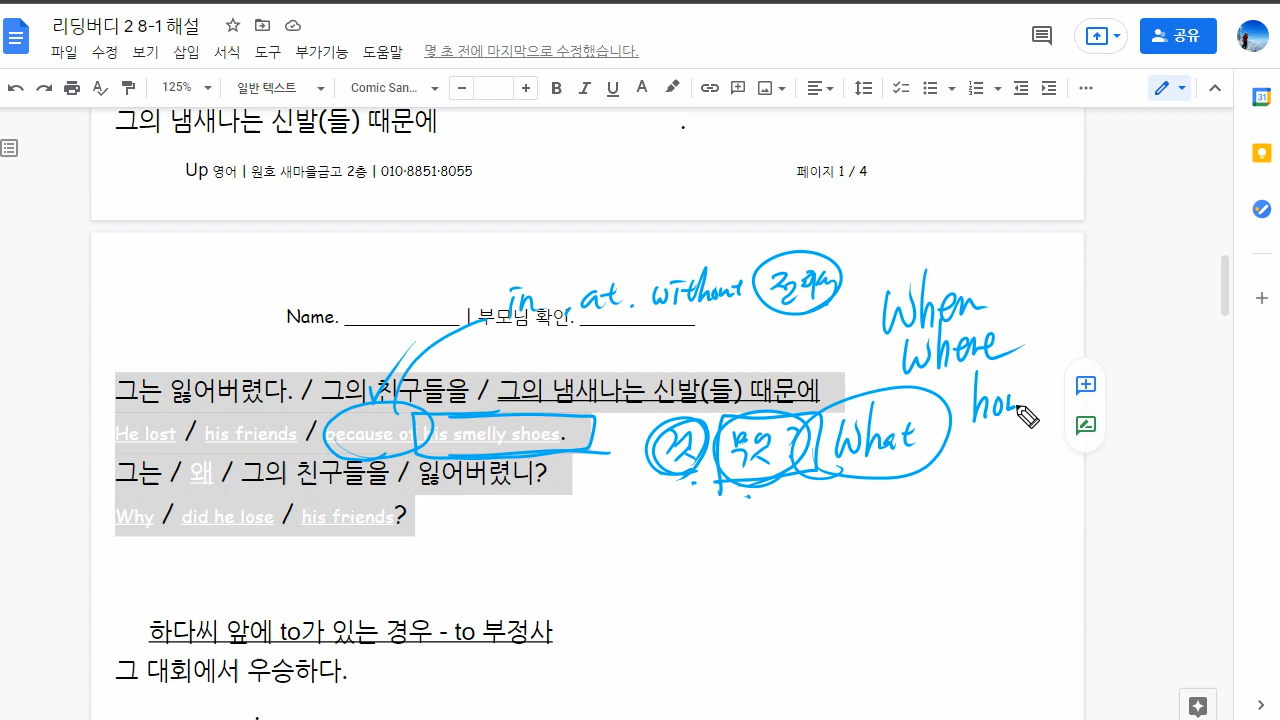 리딩버디 2 8-1 해설
파일 수정 보기 삽입 서식 도구 부가기능 도움말 몇 초 전에 마지막으로 수정했습니다.
공유
125% 일반 텍스트 Comic San... B I U A
31
그의 냄새나는 신발(들) 때문에 .
Up 영어 | 원호 새마을금고 2층 | 010·8851·8055 페이지 1 / 4
in , at . without
When
Name. ___________ | 부모님 확인. ___________
where
그는 잃어버렸다. / 그의 친구들을 / 그의 냄새나는 신발(들) 때문에
how
He lost / his friends / because of his smelly shoes.
것 무엇? What
그는 / 왜 / 그의 친구들을 / 잃어버렸니?
Why / did he lose / his friends?
하다씨 앞에 to가 있는 경우 - to 부정사
그 대회에서 우승하다.
.